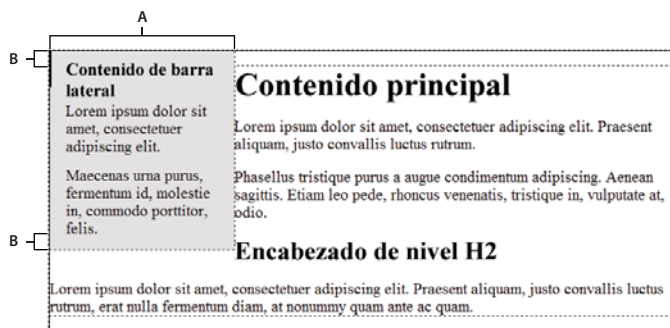 A
B
Contenido de barra
lateral
Lorem ipsum dolor sit
amet, consectetuer
adipiscing elit.
Maecenas urna purus,
fermentum id, molestie
in, commodo porttitor,
felis.
B
Contenido principal
Lorem ipsum dolor sit amet, consectetuer adipiscing elit. Praesent
aliquam, justo convallis luctus rutrum.
Phasellus tristique purus a augue condimentum adipiscing. Aenean
sagittis. Etiam leo pede, rhoncus venenatis, tristique in, vulputate at,
odio.
Encabezado de nivel H2
Lorem ipsum dolor sit amet, consectetuer adipiscing elit. Praesent aliquam, justo convallis luctus
rutrum, erat nulla fermentum diam, at nonummy quam ante ac quam.